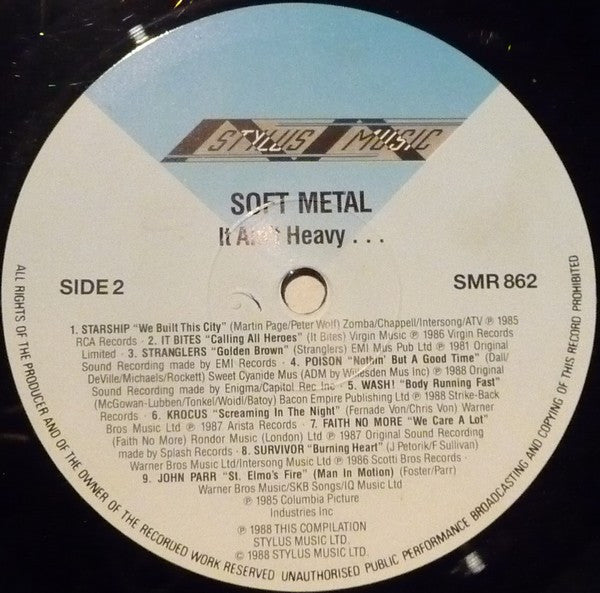 STYLUS MUSIC
SOFT METAL
It Ain't Heavy . . .
SIDE 2
SMR 862
1. STARSHIP "We Built This City" (Martin Page/Peter Wolf) Zomba/Chappell/Intersong/ATV ℗ 1985
RCA Records · 2. IT BITES "Calling All Heroes" (It Bites) Virgin Music ℗ 1986 Virgin Records
Limited · 3. STRANGLERS "Golden Brown" (Stranglers) EMI Mus Pub Ltd ℗ 1981 Original
Sound Recording made by EMI Records · 4. POISON "Nothin' But A Good Time" (Dall/
DeVille/Michaels/Rockett) Sweet Cyanide Mus (ADM by Willesden Mus Inc) ℗ 1988 Original
Sound Recording made by Enigma/Capitol Rec Inc · 5. WASH! "Body Running Fast"
(McGowan-Lubben/Tonkel/Woidl/Batoy) Bacon Empire Publishing Ltd ℗ 1988 Strike-Back
Records · 6. KROCUS "Screaming In The Night" (Fernade Von/Chris Von) Warner
Bros Music Ltd ℗ 1987 Arista Records · 7. FAITH NO MORE "We Care A Lot"
(Faith No More) Rondor Music (London) Ltd ℗ 1987 Original Sound Recording
made by Splash Records · 8. SURVIVOR "Burning Heart" (J Petorik/F Sullivan)
Warner Bros Music Ltd/Intersong Music Ltd ℗ 1986 Scotti Bros Records ·
9. JOHN PARR "St. Elmo's Fire" (Man In Motion) (Foster/Parr)
Warner Bros Music/SKB Songs/IQ Music Ltd
℗ 1985 Columbia Picture
Industries Inc
℗ 1988 THIS COMPILATION
STYLUS MUSIC LTD.
© 1988 STYLUS MUSIC LTD.
ALL RIGHTS OF THE PRODUCER AND OF THE OWNER OF THE RECORDED WORK RESERVED UNAUTHORISED PUBLIC PERFORMANCE BROADCASTING AND COPYING OF THIS RECORD PROHIBITED